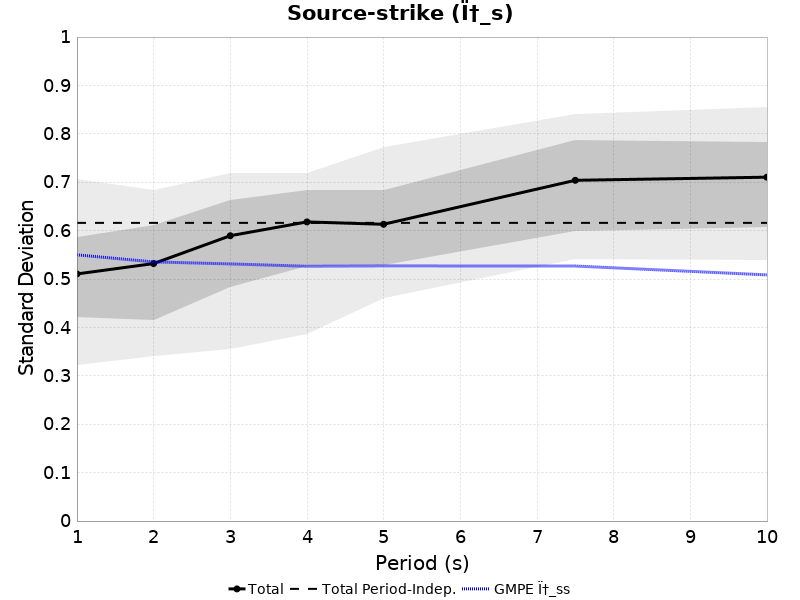 Source-strike (Ï†_s)
1
0.9
0.8
0.7
0.6
0.5
0.4
0.3
0.2
0.1
0
Standard Deviation
1 2 3 4 5 6 7 8 9 10
Period (s)
Total Total Period-Indep. GMPE Ï†_ss